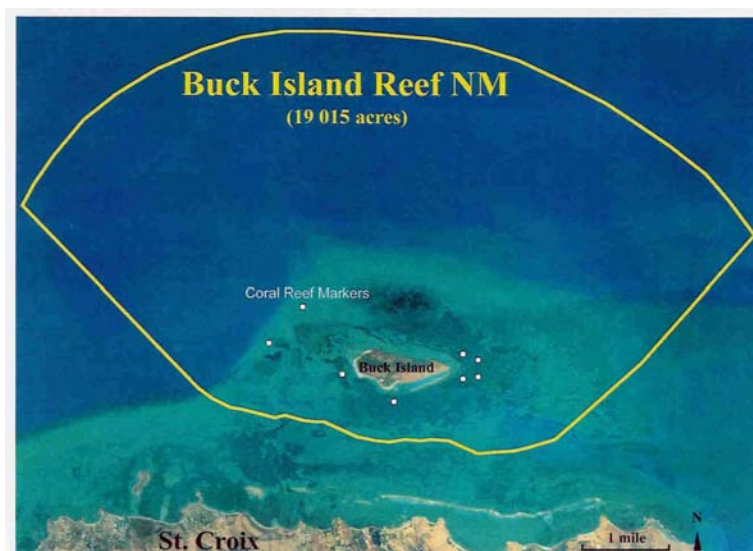 Buck Island Reef NM
(19 015 acres)
Coral Reef Markers
Buck Island
St. Croix
1 mile
N